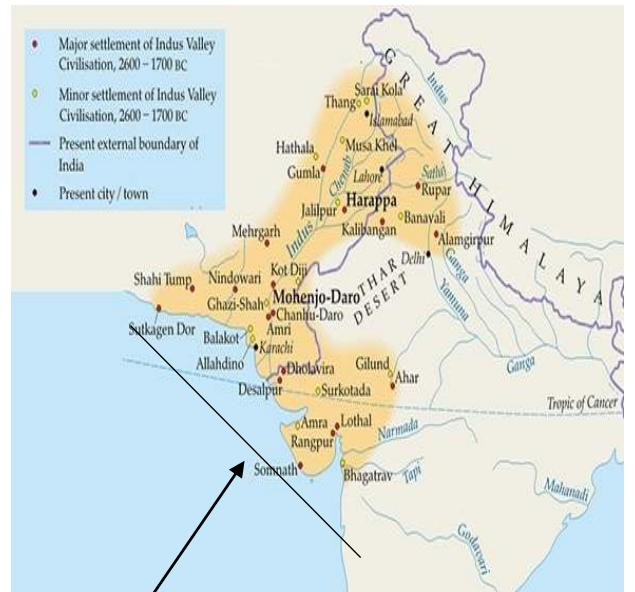 Major settlement of Indus Valley
Civilisation, 2600 – 1700 BC
Minor settlement of Indus Valley
Civilisation, 2600 – 1700 BC
Present external boundary of
India
Present city / town
Indus
GREAT HIMALAYA
Sarai Kola
Thang
Islamabad
Musa Khel
Hathala
Chenab
Gumla
Lahore
Satluj
Rupar
Jalilpur
Harappa
Banavali
Kalibangan
Alamgirpur
Mehrgarh
Indus
Delhi
Ganga
Kot Diji
THAR
DESERT
Yamuna
Shahi Tump
Nindowari
Mohenjo-Daro
Ghazi-Shah
Chanhu-Daro
Sutkagen Dor
Amri
Balakot
Karachi
Allahdino
Dholavira
Gilund
Ganga
Desalpur
Surkotada
Ahar
Tropic of Cancer
Amra
Lothal
Narmada
Rangpur
Somnath
Bhagatrav
Tapi
Mahanadi
Godavari